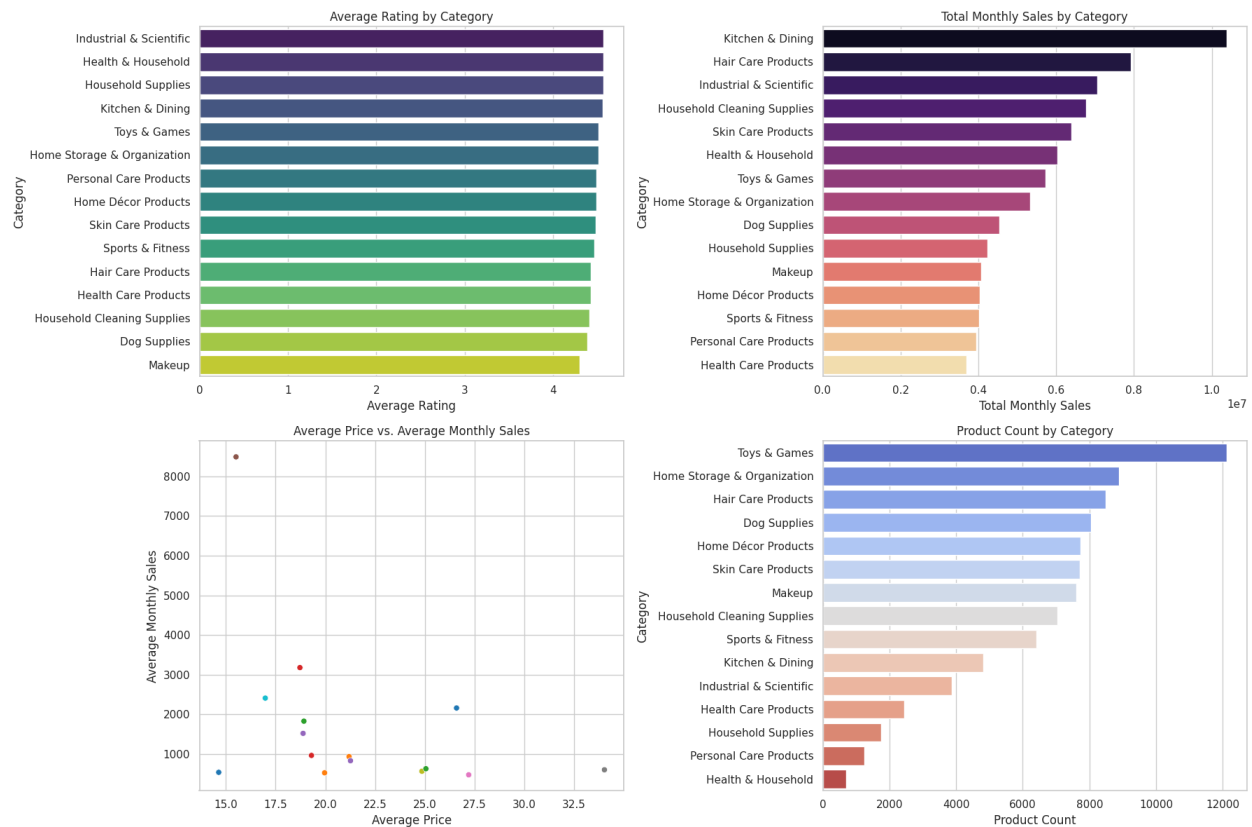 Average Rating by Category
Category
Industrial & Scientific
Health & Household
Household Supplies
Kitchen & Dining
Toys & Games
Home Storage & Organization
Personal Care Products
Home Décor Products
Skin Care Products
Sports & Fitness
Hair Care Products
Health Care Products
Household Cleaning Supplies
Dog Supplies
Makeup
0 1 2 3 4
Average Rating
Total Monthly Sales by Category
Category
Kitchen & Dining
Hair Care Products
Industrial & Scientific
Household Cleaning Supplies
Skin Care Products
Health & Household
Toys & Games
Home Storage & Organization
Dog Supplies
Household Supplies
Makeup
Home Décor Products
Sports & Fitness
Personal Care Products
Health Care Products
0.0 0.2 0.4 0.6 0.8 1.0
1e7
Total Monthly Sales
Average Price vs. Average Monthly Sales
Average Monthly Sales
8000
7000
6000
5000
4000
3000
2000
1000
15.0 17.5 20.0 22.5 25.0 27.5 30.0 32.5
Average Price
Product Count by Category
Category
Toys & Games
Home Storage & Organization
Hair Care Products
Dog Supplies
Home Décor Products
Skin Care Products
Makeup
Household Cleaning Supplies
Sports & Fitness
Kitchen & Dining
Industrial & Scientific
Health Care Products
Household Supplies
Personal Care Products
Health & Household
0 2000 4000 6000 8000 10000 12000
Product Count